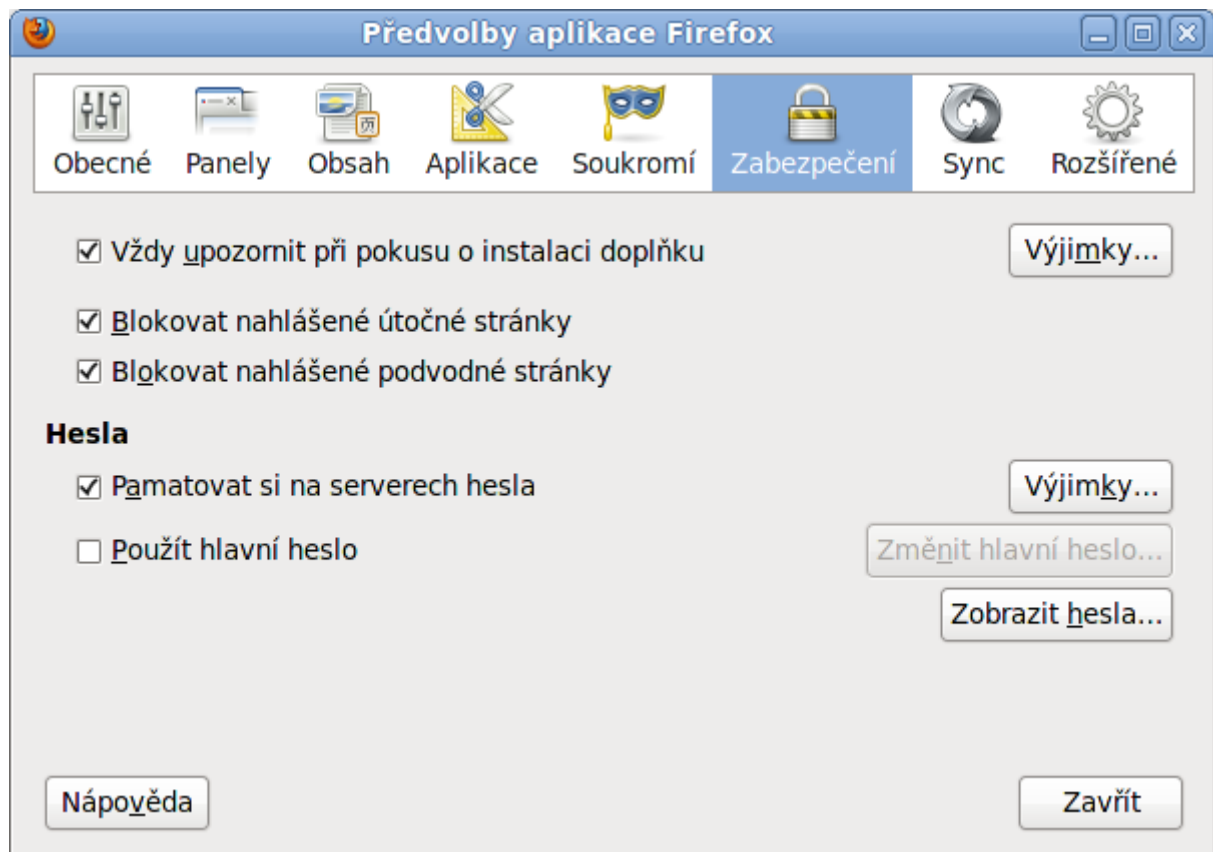 Předvolby aplikace Firefox
Obecné Panely Obsah Aplikace Soukromí Zabezpečení Sync Rozšířené
Vždy upozornit při pokusu o instalaci doplňku Výjimky...
Blokovat nahlášené útočné stránky
Blokovat nahlášené podvodné stránky
Hesla
Pamatovat si na serverech hesla Výjimky...
Použít hlavní heslo Změnit hlavní heslo...
Zobrazit hesla...
Nápověda Zavřít